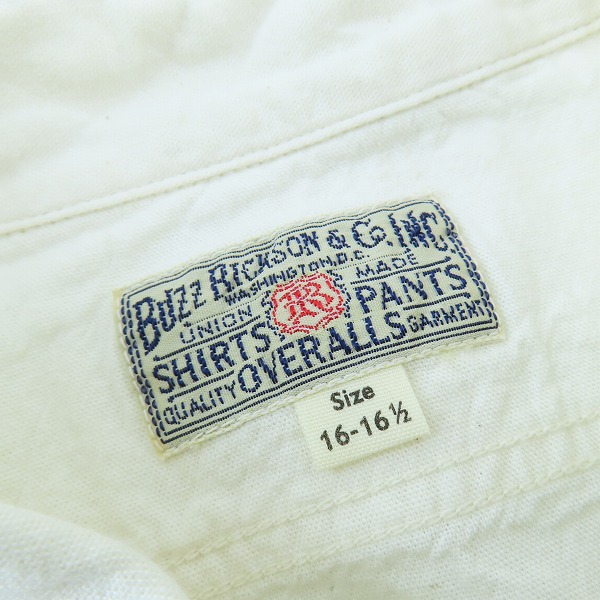 BUZZ RICKSON & CO. INC.
WASHINGTON, D.C.
UNION MADE
BR
SHIRTS PANTS
OVERALLS
QUALITY GARMENT
Size
16-16½